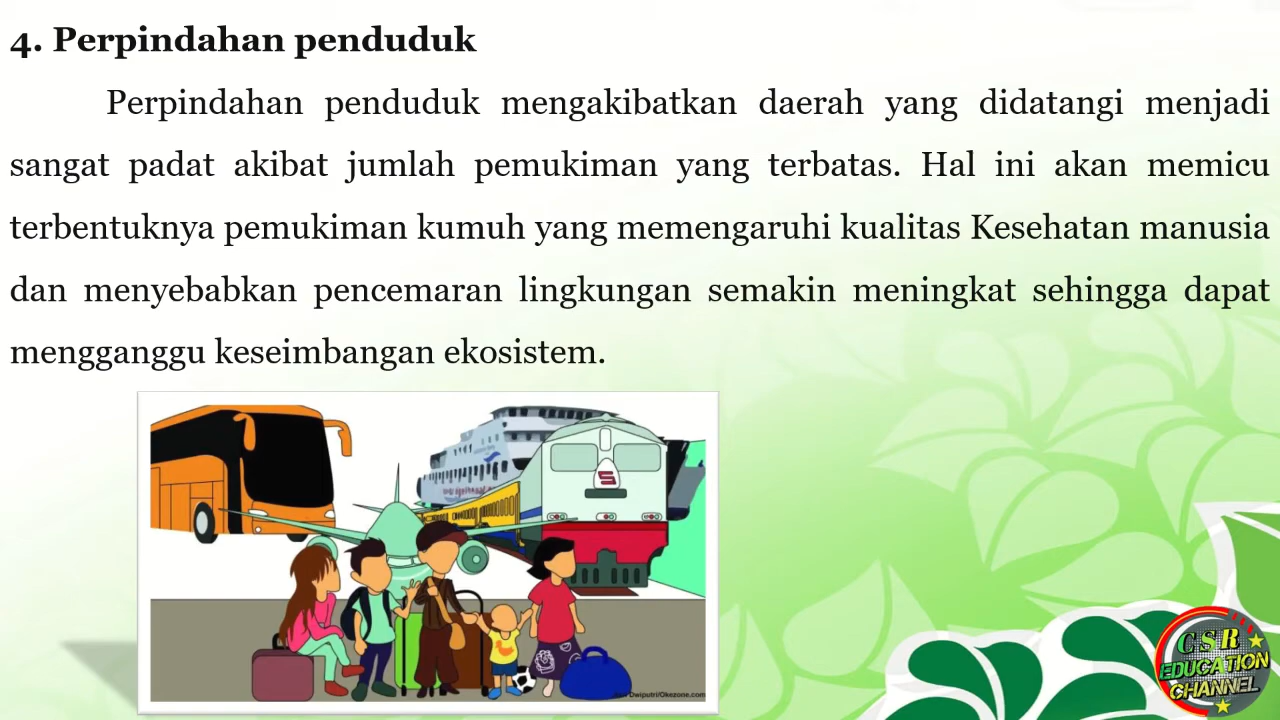 4. Perpindahan penduduk
Perpindahan penduduk mengakibatkan daerah yang didatangi menjadi
sangat padat akibat jumlah pemukiman yang terbatas. Hal ini akan memicu
terbentuknya pemukiman kumuh yang memengaruhi kualitas Kesehatan manusia
dan menyebabkan pencemaran lingkungan semakin meningkat sehingga dapat
mengganggu keseimbangan ekosistem.
Dwiputri/Okezone.com
CSR
EDUCATION
CHANNEL